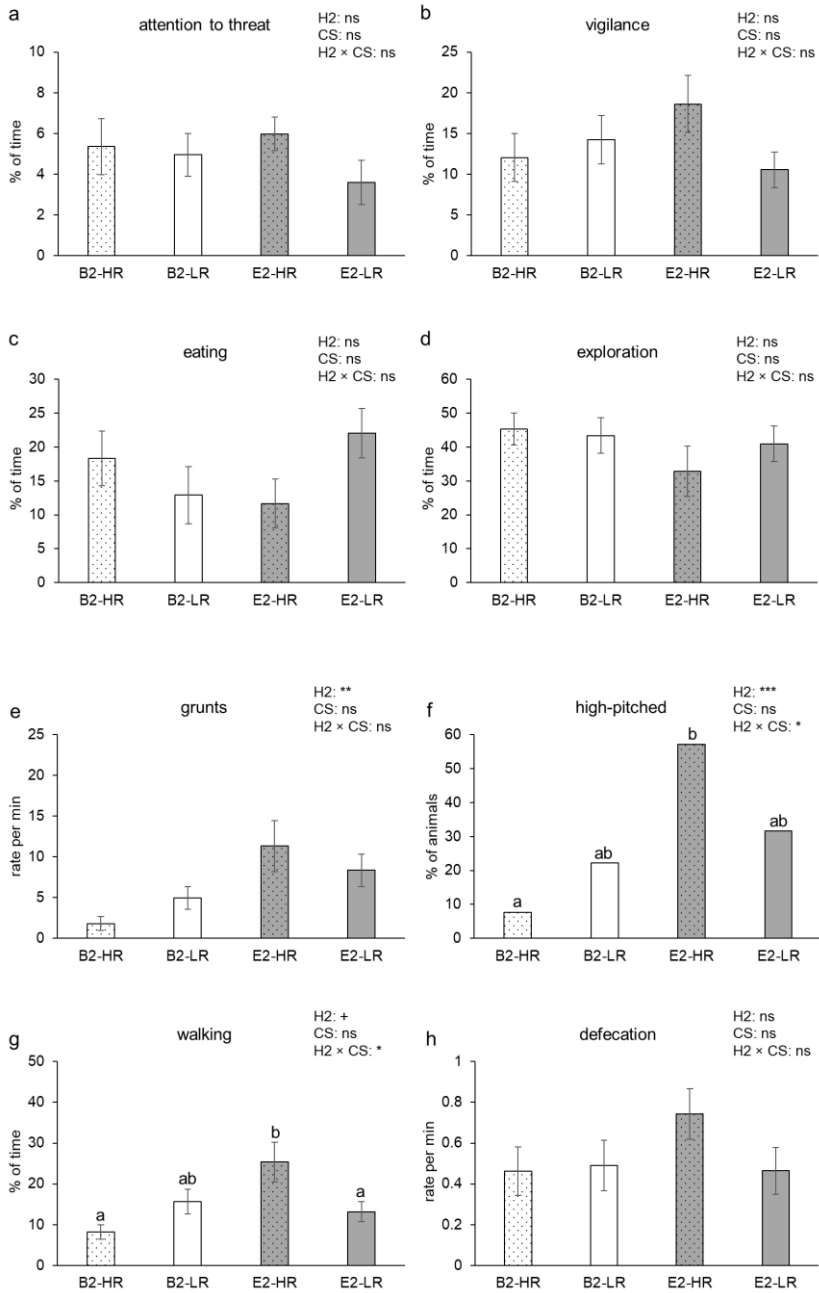 a
attention to threat
H2: ns
CS: ns
H2 × CS: ns
% of time
10
8
6
4
2
0
B2-HR B2-LR E2-HR E2-LR
b
vigilance
H2: ns
CS: ns
H2 × CS: ns
% of time
25
20
15
10
5
0
B2-HR B2-LR E2-HR E2-LR
c
eating
H2: ns
CS: ns
H2 × CS: ns
% of time
30
25
20
15
10
5
0
B2-HR B2-LR E2-HR E2-LR
d
exploration
H2: ns
CS: ns
H2 × CS: ns
% of time
60
50
40
30
20
10
0
B2-HR B2-LR E2-HR E2-LR
e
grunts
H2: **
CS: ns
H2 × CS: ns
rate per min
25
20
15
10
5
0
B2-HR B2-LR E2-HR E2-LR
f
high-pitched
H2: ***
CS: ns
H2 × CS: *
% of animals
60
50
40
30
20
10
0
a ab b ab
B2-HR B2-LR E2-HR E2-LR
g
walking
H2: +
CS: ns
H2 × CS: *
% of time
50
40
30
20
10
0
a ab b a
B2-HR B2-LR E2-HR E2-LR
h
defecation
H2: ns
CS: ns
H2 × CS: ns
rate per min
1
0.8
0.6
0.4
0.2
0
B2-HR B2-LR E2-HR E2-LR